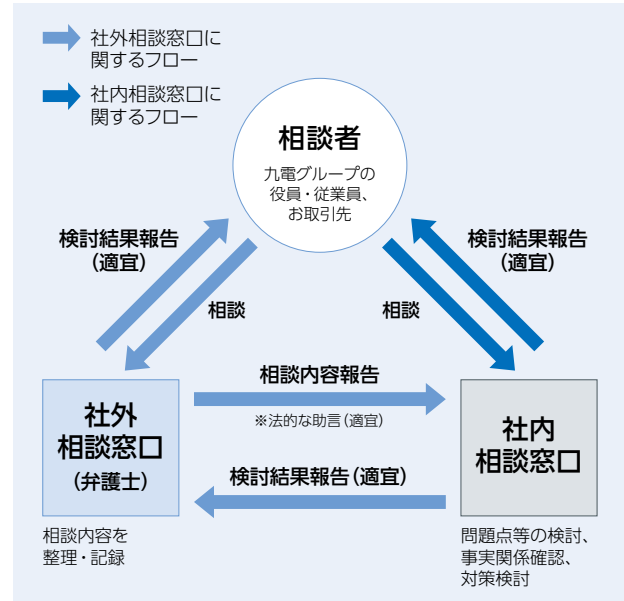 社外相談窓口に
関するフロー
社内相談窓口に
関するフロー
相談者
九電グループの
役員・従業員、
お取引先
検討結果報告
(適宜)
検討結果報告
(適宜)
相談
相談
相談内容報告
※法的な助言(適宜)
社外
相談窓口
(弁護士)
社内
相談窓口
検討結果報告(適宜)
相談内容を
整理・記録
問題点等の検討、
事実関係確認、
対策検討